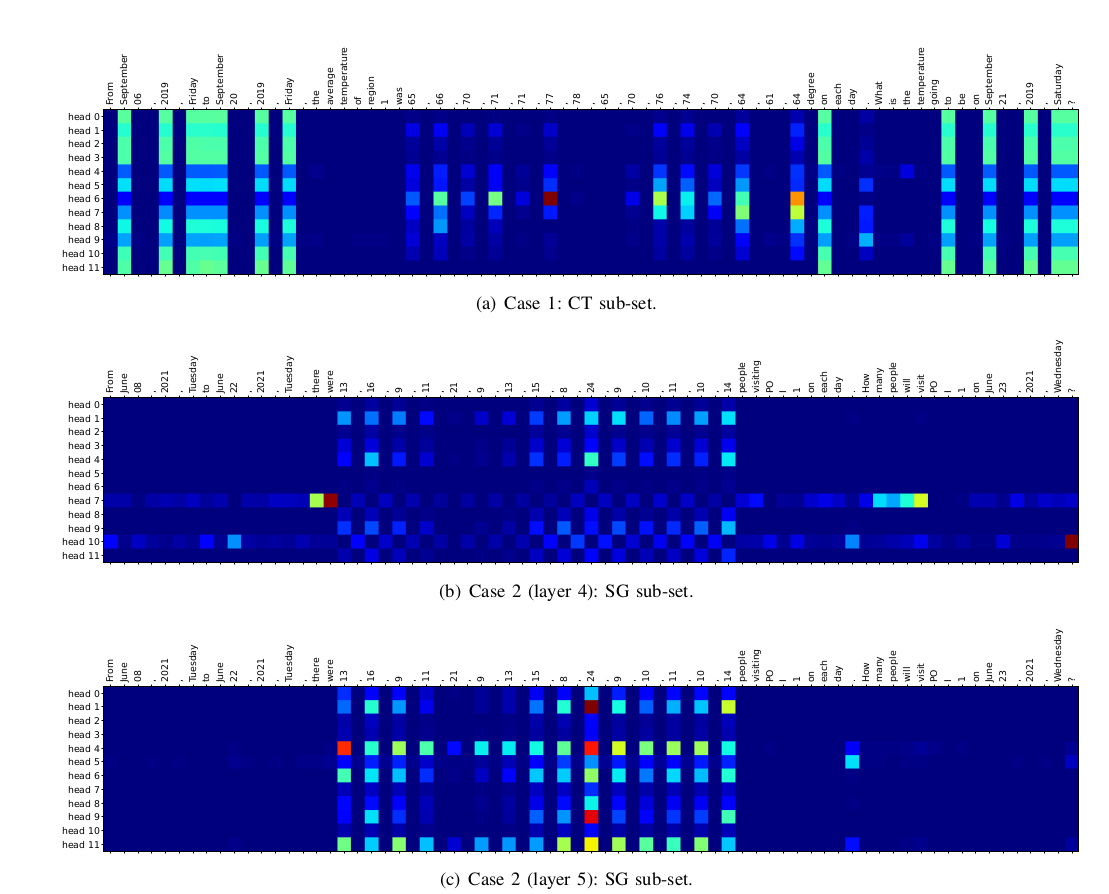 From September 06 , 2019 , Friday to September 20 , 2019 , Friday , the average temperature of region 1 was 65 , 66 , 70 , 71 , 71 , 77 , 78 , 65 , 70 , 76 , 74 , 70 , 64 , 61 , 64 degree on each day . What is the temperature going to be on September 21 , 2019 , Saturday ?
head 0
head 1
head 2
head 3
head 4
head 5
head 6
head 7
head 8
head 9
head 10
head 11
(a) Case 1: CT sub-set.
From June 08 , 2021 , Tuesday to June 22 , 2021 , Tuesday , there were 13 , 16 , 9 , 11 , 21 , 9 , 13 , 15 , 8 , 24 , 9 , 10 , 11 , 10 , 14 people visiting PO I 1 on each day . How many people will visit PO I 1 on June 23 , 2021 , Wednesday ?
head 0
head 1
head 2
head 3
head 4
head 5
head 6
head 7
head 8
head 9
head 10
head 11
(b) Case 2 (layer 4): SG sub-set.
From June 08 , 2021 , Tuesday to June 22 , 2021 , Tuesday , there were 13 , 16 , 9 , 11 , 21 , 9 , 13 , 15 , 8 , 24 , 9 , 10 , 11 , 10 , 14 people visiting PO I 1 on each day . How many people will visit PO I 1 on June 23 , 2021 , Wednesday ?
head 0
head 1
head 2
head 3
head 4
head 5
head 6
head 7
head 8
head 9
head 10
head 11
(c) Case 2 (layer 5): SG sub-set.